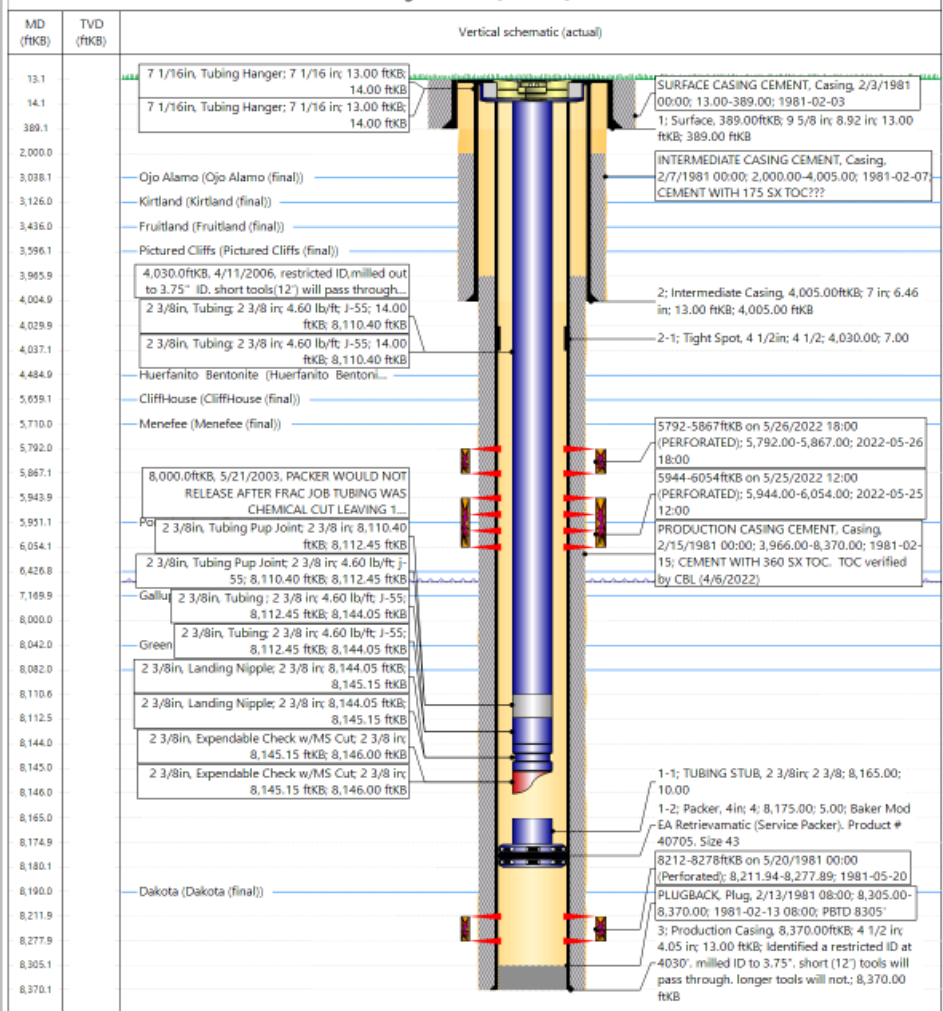 MD
(ftKB)
TVD
(ftKB)
Vertical schematic (actual)
13.1
14.1
389.1
2,000.0
3,038.1
3,126.0
3,436.0
3,596.1
3,965.9
4,004.9
4,029.9
4,037.1
4,484.9
5,659.1
5,710.0
5,792.0
5,867.1
5,943.9
5,951.1
6,054.1
6,426.8
7,169.9
8,000.0
8,042.0
8,082.0
8,110.6
8,112.5
8,144.0
8,145.0
8,146.0
8,165.0
8,174.9
8,180.1
8,190.0
8,211.9
8,277.9
8,305.1
8,370.1
7 1/16in, Tubing Hanger; 7 1/16 in; 13.00 ftKB;
14.00 ftKB
7 1/16in, Tubing Hanger; 7 1/16 in; 13.00 ftKB;
14.00 ftKB
Ojo Alamo (Ojo Alamo (final))
Kirtland (Kirtland (final))
Fruitland (Fruitland (final))
Pictured Cliffs (Pictured Cliffs (final))
4,030.0ftKB, 4/11/2006, restricted ID,milled out
to 3.75" ID. short tools(12') will pass through...
2 3/8in, Tubing; 2 3/8 in; 4.60 lb/ft; J-55; 14.00
ftKB; 8,110.40 ftKB
2 3/8in, Tubing; 2 3/8 in; 4.60 lb/ft; J-55; 14.00
ftKB; 8,110.40 ftKB
Huerfanito Bentonite (Huerfanito Bentoni...
CliffHouse (CliffHouse (final))
Menefee (Menefee (final))
8,000.0ftKB, 5/21/2003, PACKER WOULD NOT
RELEASE AFTER FRAC JOB TUBING WAS
CHEMICAL CUT LEAVING 1...
Po
2 3/8in, Tubing Pup Joint; 2 3/8 in; 8,110.40
ftKB; 8,112.45 ftKB
2 3/8in, Tubing Pup Joint; 2 3/8 in; 4.60 lb/ft; j-
55; 8,110.40 ftKB; 8,112.45 ftKB
Gallu
2 3/8in, Tubing ; 2 3/8 in; 4.60 lb/ft; J-55;
8,112.45 ftKB; 8,144.05 ftKB
2 3/8in, Tubing; 2 3/8 in; 4.60 lb/ft; J-55;
8,112.45 ftKB; 8,144.05 ftKB
Green
2 3/8in, Landing Nipple; 2 3/8 in; 8,144.05 ftKB;
8,145.15 ftKB
2 3/8in, Landing Nipple; 2 3/8 in; 8,144.05 ftKB;
8,145.15 ftKB
2 3/8in, Expendable Check w/MS Cut; 2 3/8 in;
8,145.15 ftKB; 8,146.00 ftKB
2 3/8in, Expendable Check w/MS Cut; 2 3/8 in;
8,145.15 ftKB; 8,146.00 ftKB
Dakota (Dakota (final))
SURFACE CASING CEMENT, Casing, 2/3/1981
00:00; 13.00-389.00; 1981-02-03
1; Surface, 389.00ftKB; 9 5/8 in; 8.92 in; 13.00
ftKB; 389.00 ftKB
INTERMEDIATE CASING CEMENT, Casing,
2/7/1981 00:00; 2,000.00-4,005.00; 1981-02-07;
CEMENT WITH 175 SX TOC???
2; Intermediate Casing, 4,005.00ftKB; 7 in; 6.46
in; 13.00 ftKB; 4,005.00 ftKB
2-1; Tight Spot, 4 1/2in; 4 1/2; 4,030.00; 7.00
5792-5867ftKB on 5/26/2022 18:00
(PERFORATED); 5,792.00-5,867.00; 2022-05-26
18:00
5944-6054ftKB on 5/25/2022 12:00
(PERFORATED); 5,944.00-6,054.00; 2022-05-25
12:00
PRODUCTION CASING CEMENT, Casing,
2/15/1981 00:00; 3,966.00-8,370.00; 1981-02-
15; CEMENT WITH 360 SX TOC. TOC verified
by CBL (4/6/2022)
1-1; TUBING STUB, 2 3/8in; 2 3/8; 8,165.00;
10.00
1-2; Packer, 4in; 4; 8,175.00; 5.00; Baker Mod
EA Retrievamatic (Service Packer). Product #
40705. Size 43
8212-8278ftKB on 5/20/1981 00:00
(Perforated); 8,211.94-8,277.89; 1981-05-20
PLUGBACK, Plug, 2/13/1981 08:00; 8,305.00-
8,370.00; 1981-02-13 08:00; PBTD 8305'
3; Production Casing, 8,370.00ftKB; 4 1/2 in;
4.05 in; 13.00 ftKB; Identified a restricted ID at
4030'. milled ID to 3.75". short (12') tools will
pass through. longer tools will not.; 8,370.00
ftKB